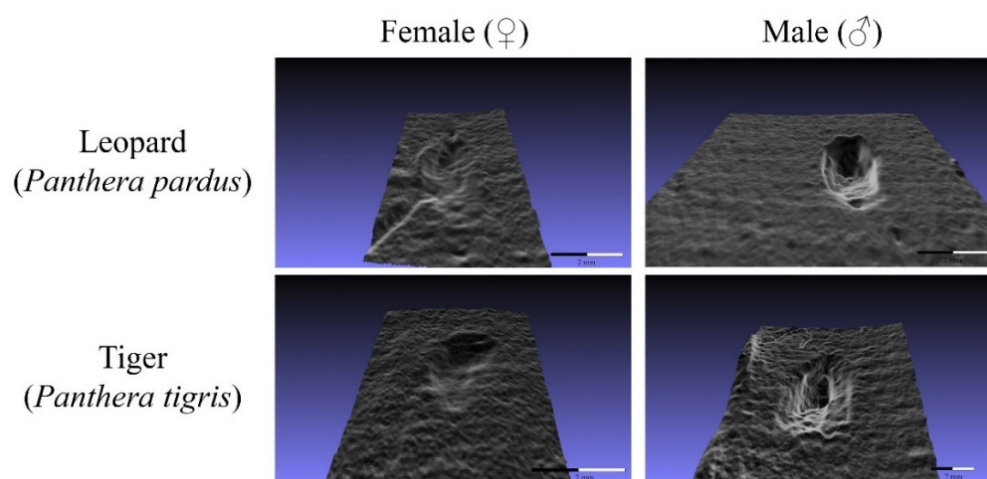 Female (♀)
Male (♂)
Leopard
(Panthera pardus)
2 mm
Tiger
(Panthera tigris)
2 mm